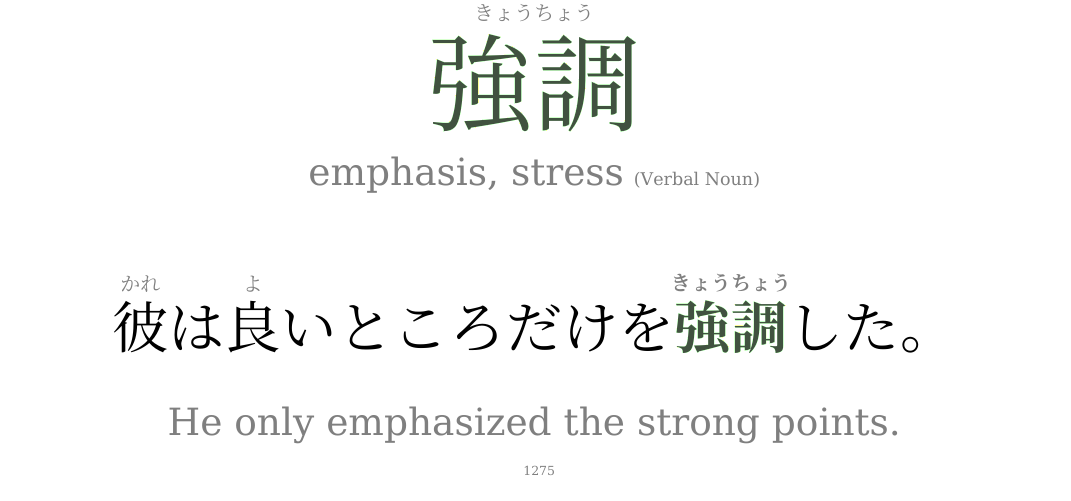 きょうちょう
強調
emphasis, stress (Verbal Noun)
かれ よ きょうちょう
彼は良いところだけを強調した。
He only emphasized the strong points.
1275